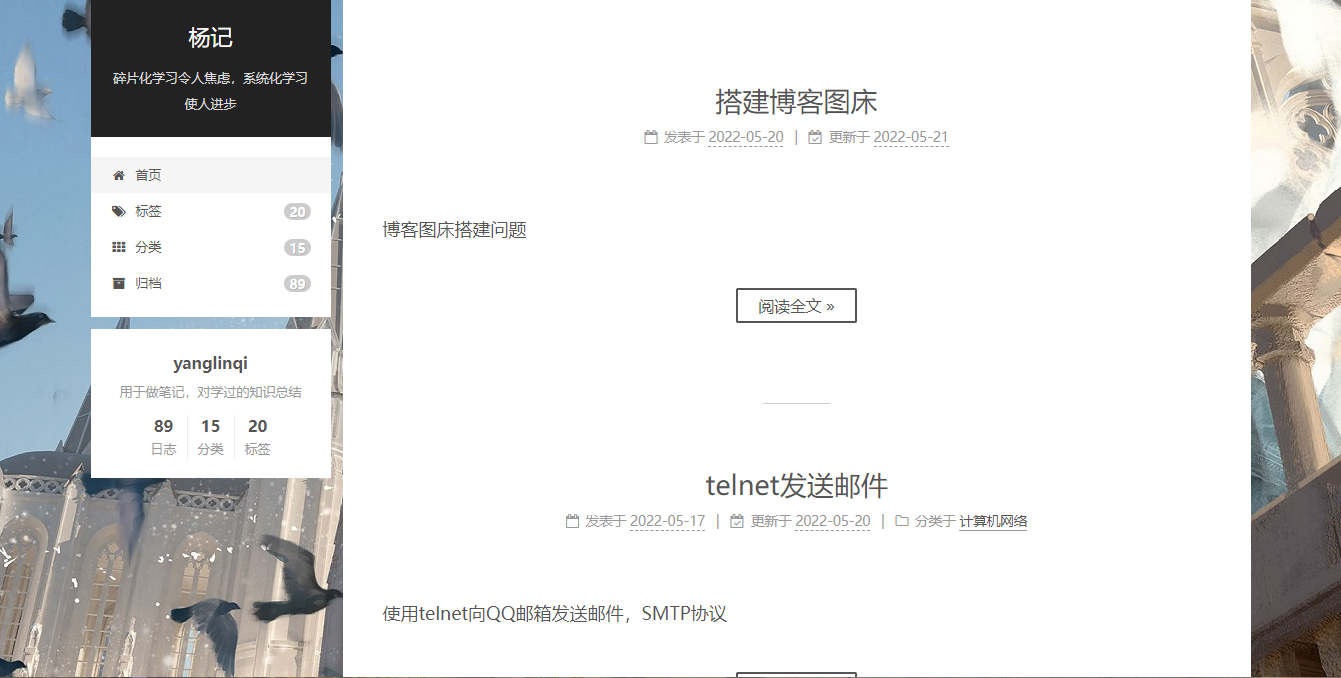 杨记
碎片化学习令人焦虑，系统化学习
使人进步
首页
标签 20
分类 15
归档 89
yanglinqi
用于做笔记，对学过的知识总结
89 15 20
日志 分类 标签
搭建博客图床
发表于 2022-05-20 | 更新于 2022-05-21
博客图床搭建问题
阅读全文 »
telnet发送邮件
发表于 2022-05-17 | 更新于 2022-05-20 | 分类于 计算机网络
使用telnet向QQ邮箱发送邮件，SMTP协议